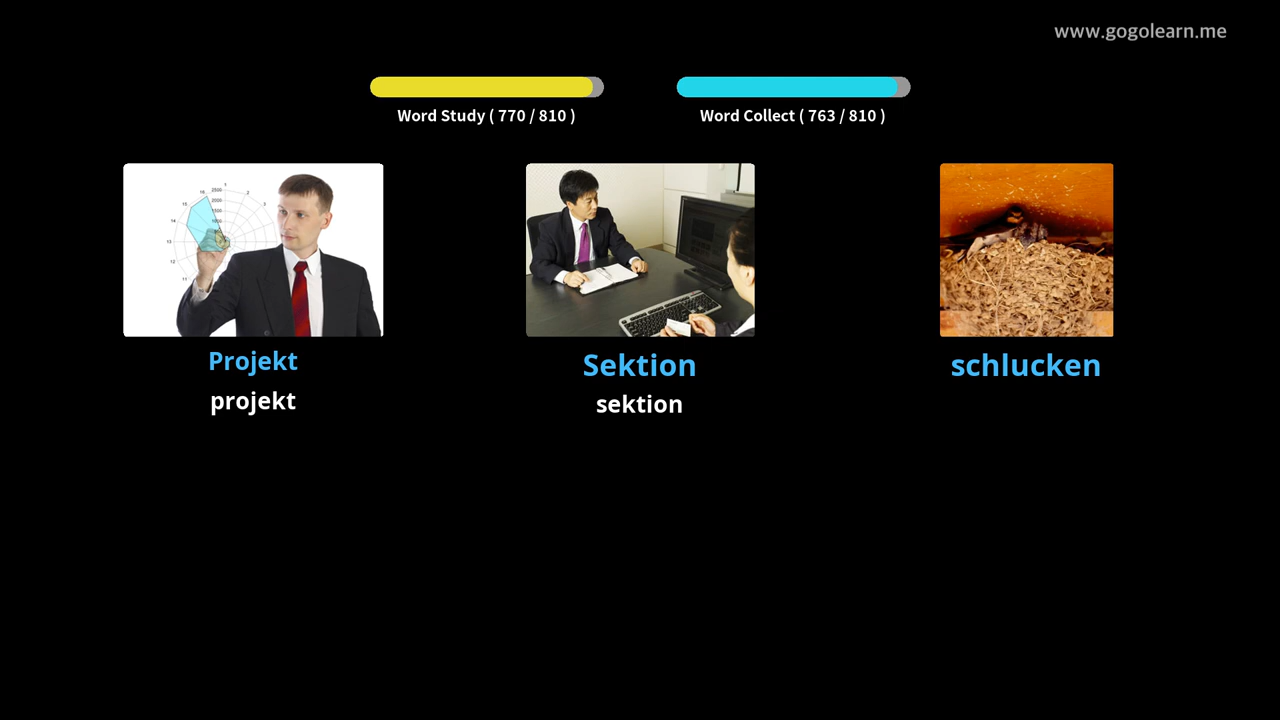 www.gogolearn.me
Word Study ( 770 / 810 )
Word Collect ( 763 / 810 )
Projekt
projekt
Sektion
sektion
schlucken